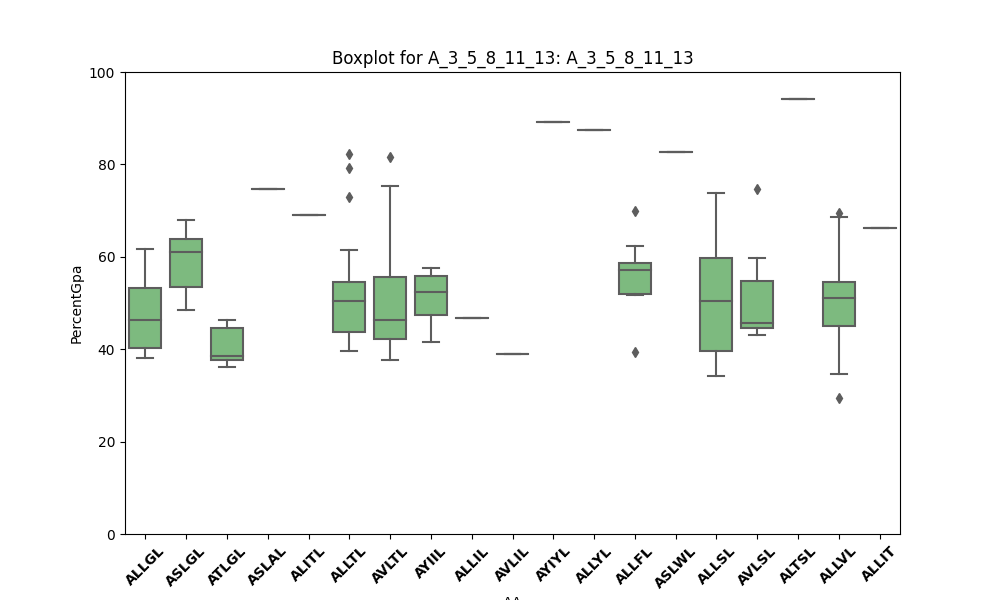 Boxplot for A_3_5_8_11_13: A_3_5_8_11_13
100
80
60
40
20
0
PercentGpa
ALLGL
ASLGL
ATLGL
ASLAL
ALITL
ALLTL
AVLTL
AYIIL
ALLIL
AVLIL
AYIYL
ALLYL
ALLFL
ASLWL
ALLSL
AVLSL
ALTSL
ALLVL
ALLIT